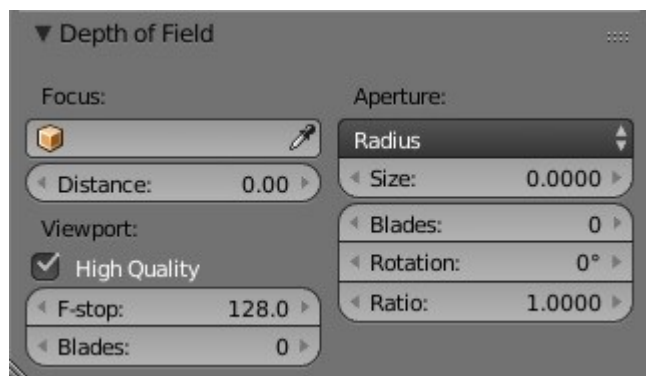 Depth of Field
Focus:
Distance: 0.00
Viewport:
High Quality
F-stop: 128.0
Blades: 0
Aperture:
Radius
Size: 0.0000
Blades: 0
Rotation: 0°
Ratio: 1.0000